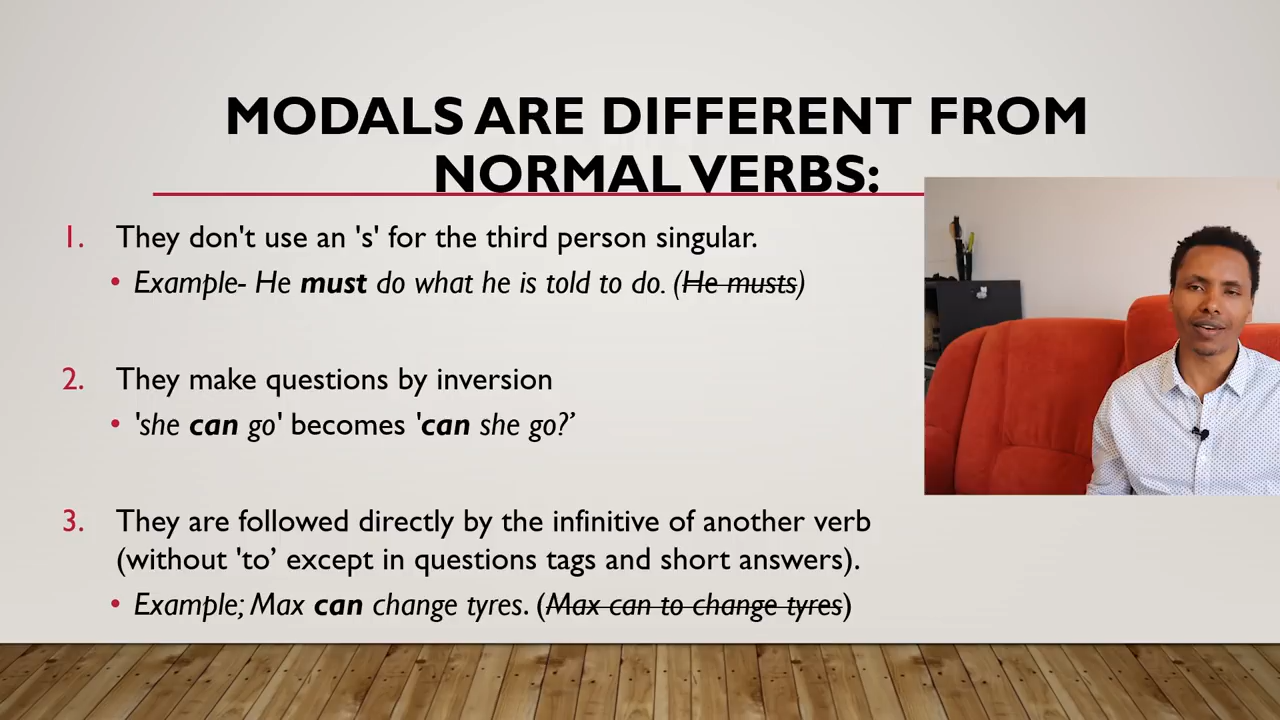 MODALS ARE DIFFERENT FROM
NORMAL VERBS:
1. They don't use an 's' for the third person singular.
• Example- He must do what he is told to do. (He musts)
2. They make questions by inversion
• 'she can go' becomes 'can she go?’
3. They are followed directly by the infinitive of another verb
(without 'to’ except in questions tags and short answers).
• Example; Max can change tyres. (Max can to change tyres)